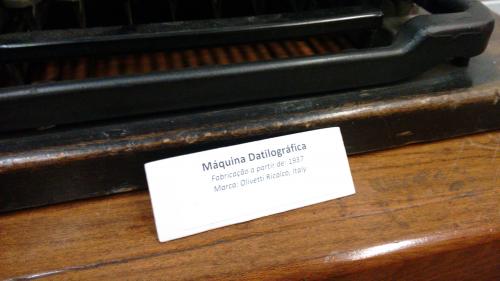 Máquina Datilográfica
Fabricação a partir de: 1937
Marca: Olivetti Ricalco, Italy